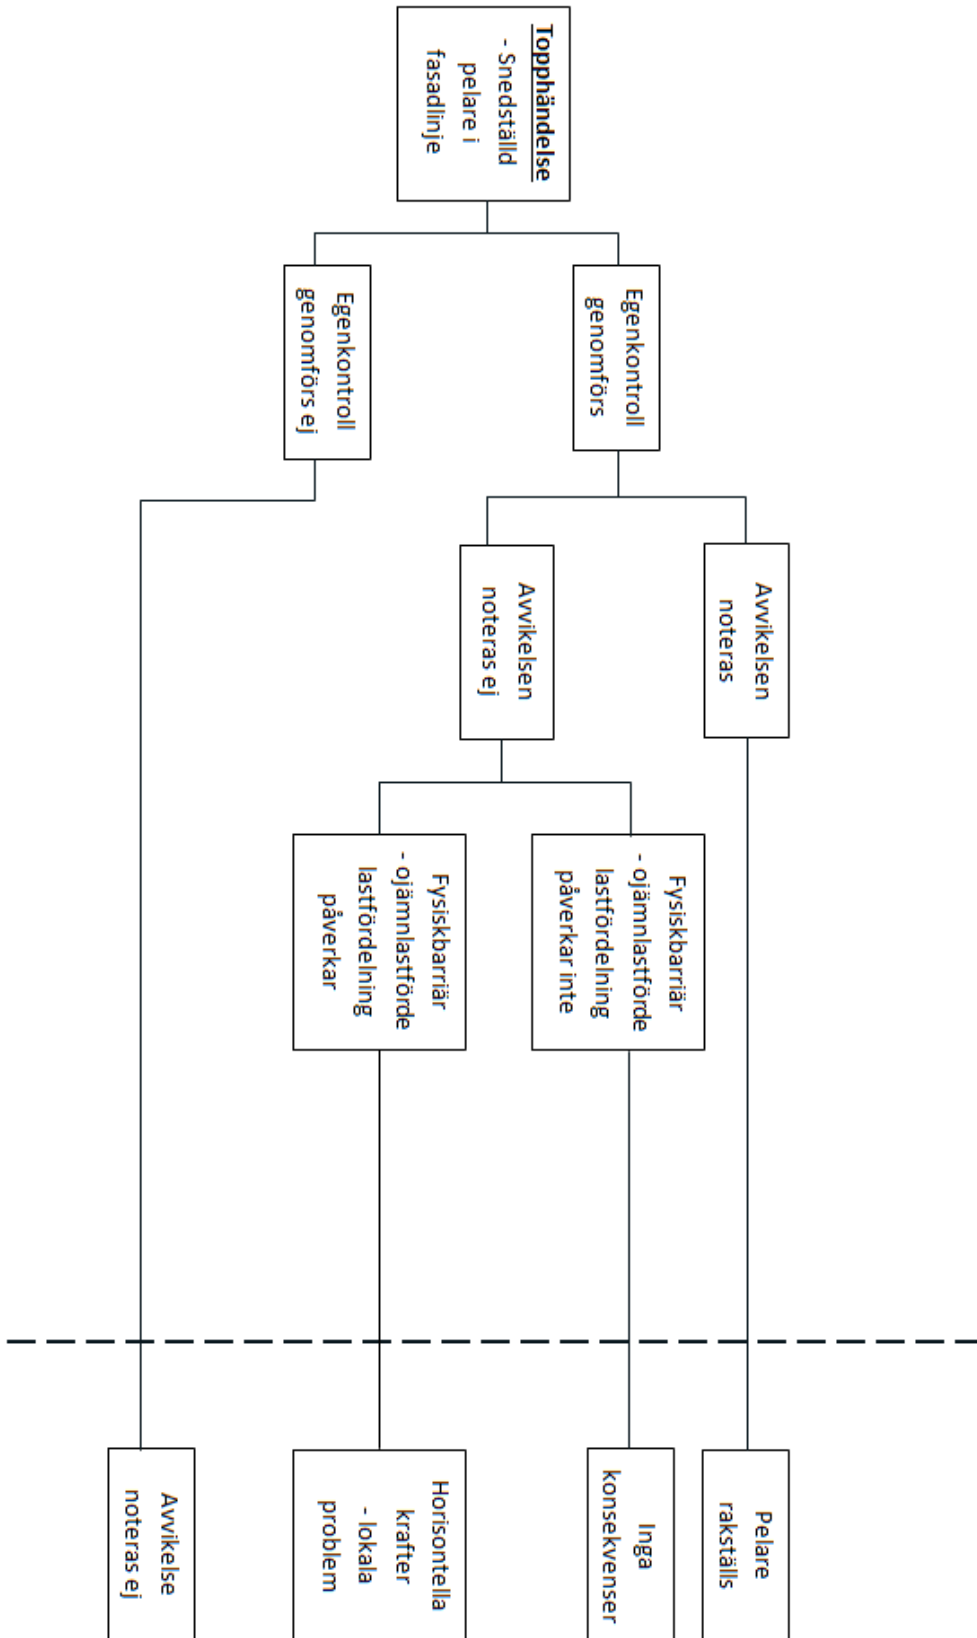 Topphändelse
- Snedställd
pelare i
fasadlinje
Egenkontroll
genomförs
Egenkontroll
genomförs ej
Avvikelsen
noteras
Avvikelsen
noteras ej
Fysiskbarriär
- ojämnlastförde
lastfördelning
påverkar inte
Fysiskbarriär
- ojämnlastförde
lastfördelning
påverkar
Pelare
rakställs
Inga
konsekvenser
Horisontella
krafter
- lokala
problem
Avvikelse
noteras ej